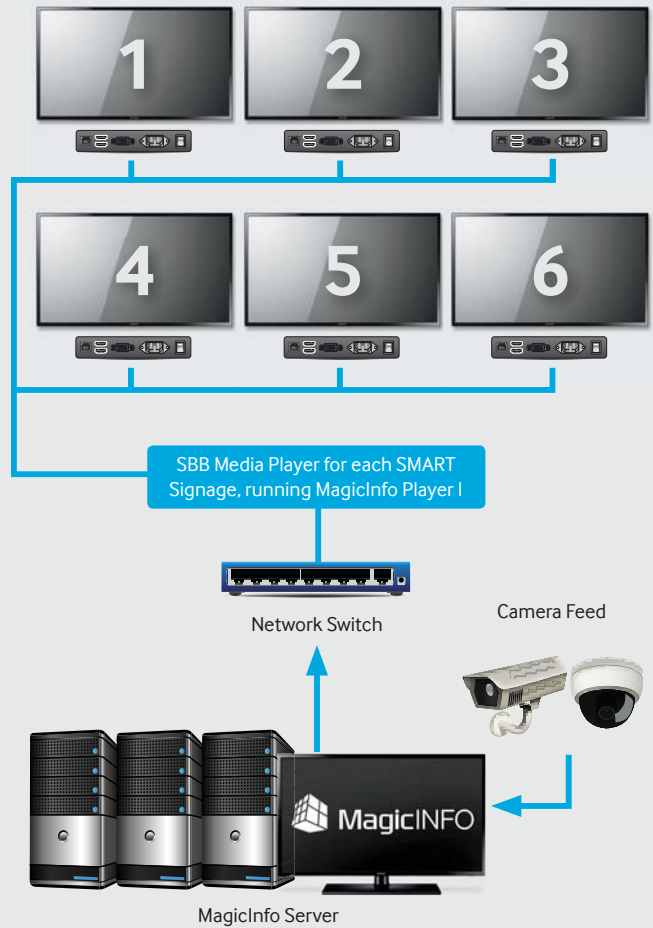 1
2
3
4
5
6
SBB Media Player for each SMART
Signage, running MagicInfo Player I
Network Switch
Camera Feed
MagicINFO
MagicInfo Server